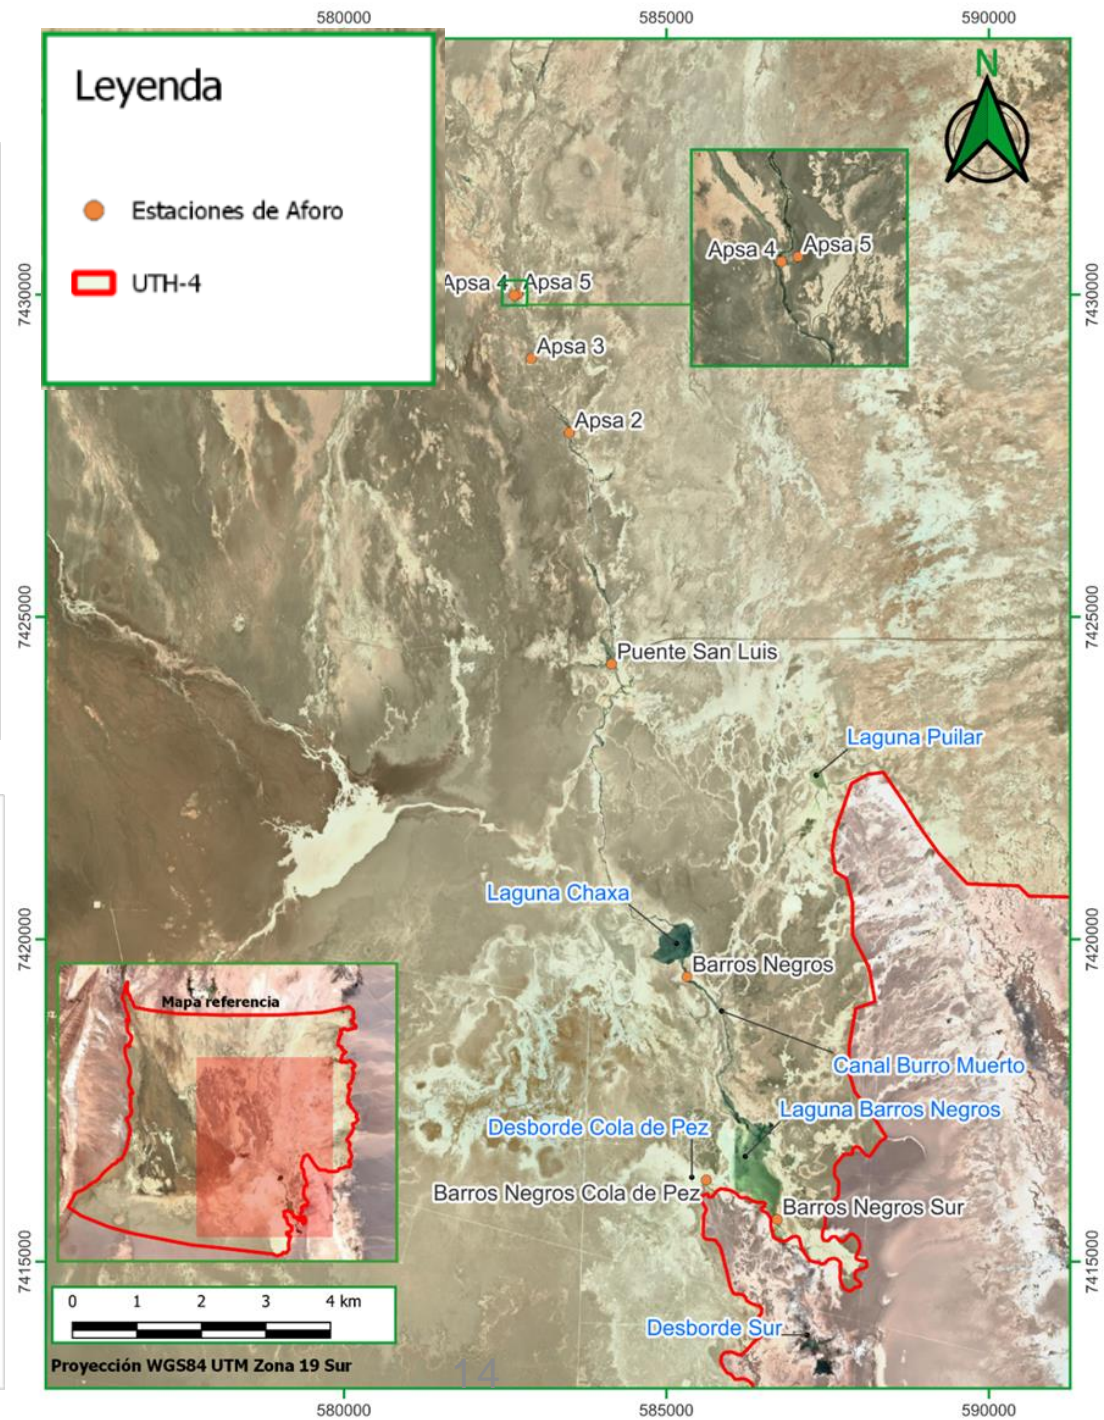 580000
585000
590000
Leyenda
Estaciones de Aforo
UTH-4
N
Apsa 4
Apsa 5
Apsa 4
Apsa 5
7430000
7430000
Apsa 3
Apsa 2
7425000
7425000
Puente San Luis
Laguna Puilar
Laguna Chaxa
7420000
7420000
Barros Negros
Mapa referencia
Canal Burro Muerto
Laguna Barros Negros
Desborde Cola de Pez
Barros Negros Cola de Pez
Barros Negros Sur
7415000
7415000
0 1 2 3 4 km
Desborde Sur
Proyección WGS84 UTM Zona 19 Sur
14
580000
585000
590000